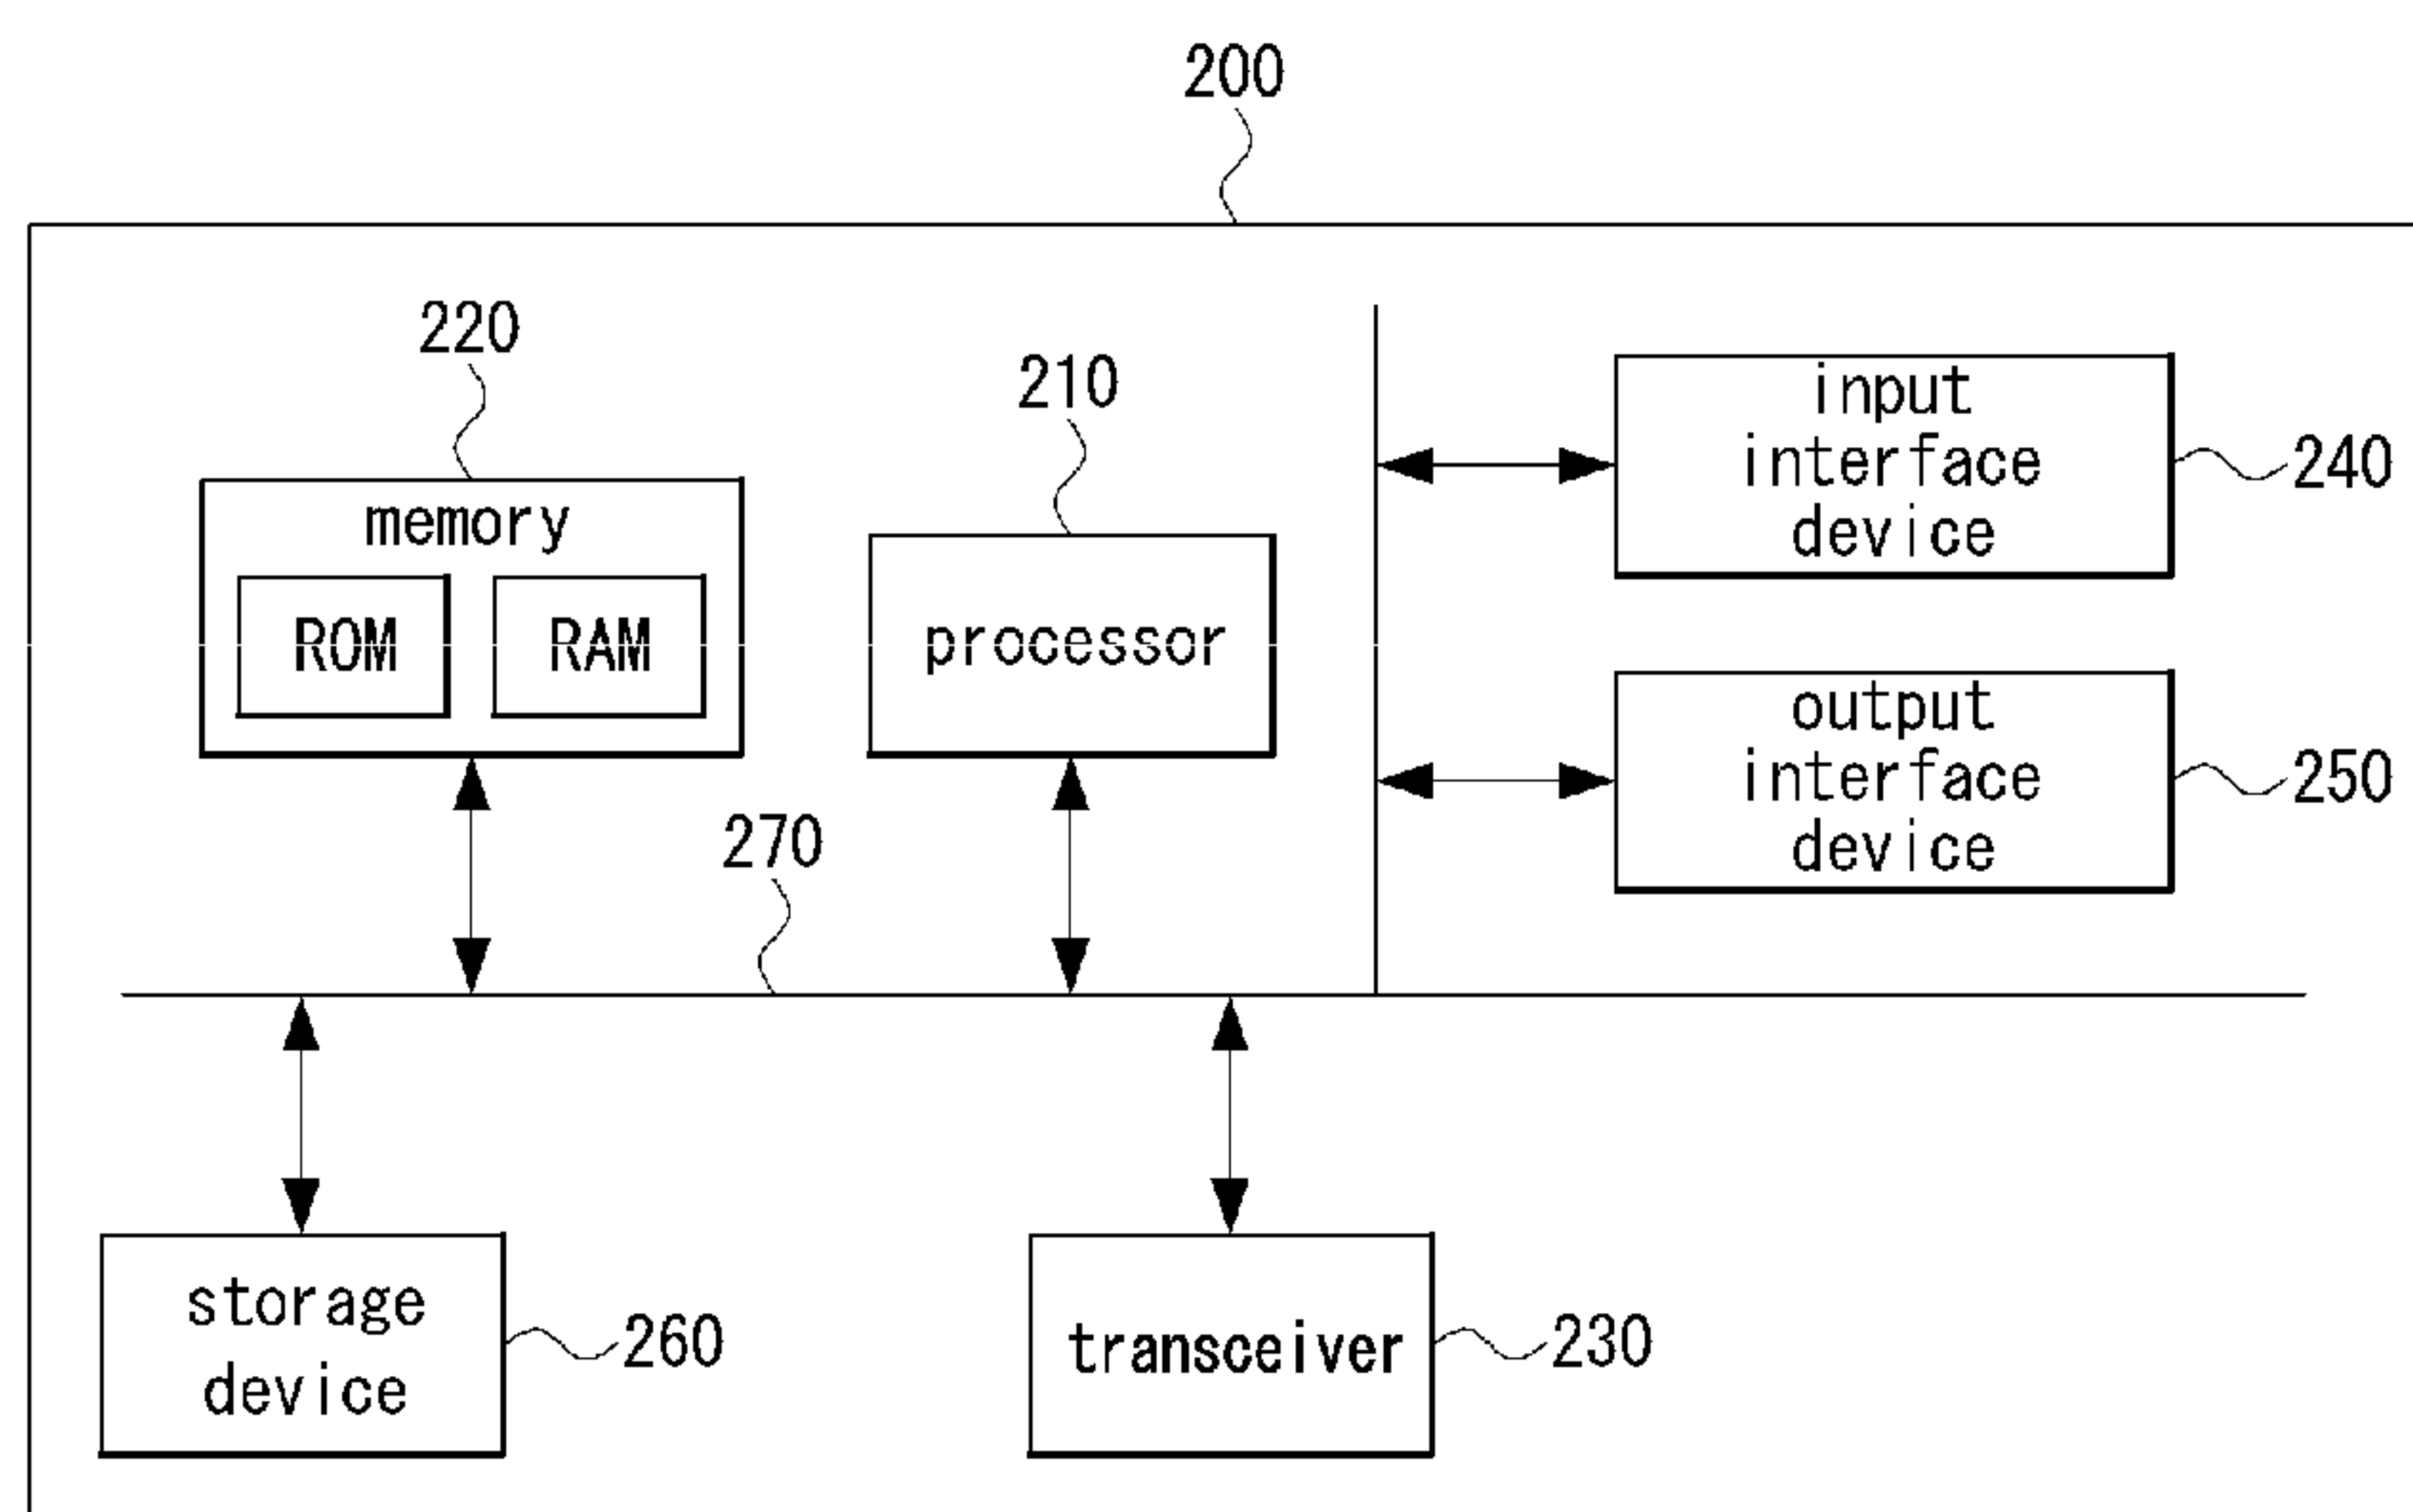 200
220
210
memory
ROM
RAM
processor
input
interface
device
240
output
interface
device
250
270
storage
device
260
transceiver
230